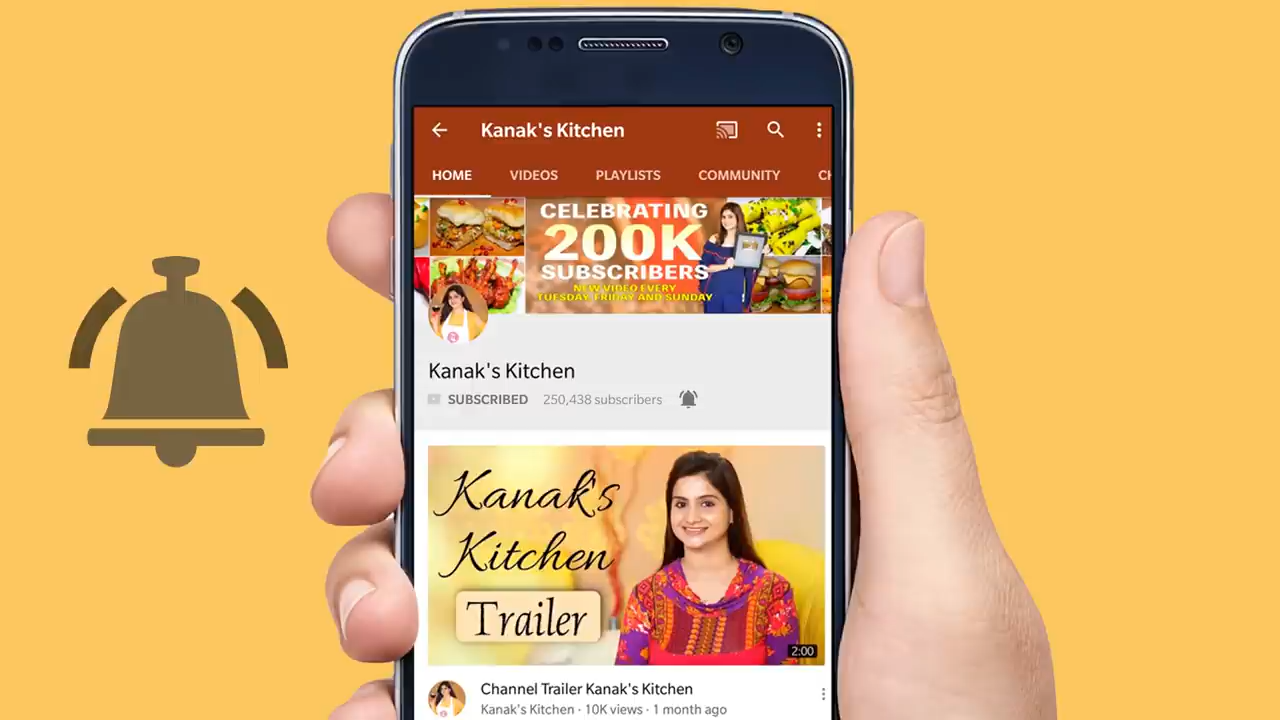 Kanak's Kitchen
HOME VIDEOS PLAYLISTS COMMUNITY CH
CELEBRATING
200K
SUBSCRIBERS
NEW VIDEO EVERY
TUESDAY, FRIDAY AND SUNDAY
Kanak's Kitchen
SUBSCRIBED 250,438 subscribers
Kanak's
Kitchen
Trailer
2:00
Channel Trailer Kanak's Kitchen
Kanak's Kitchen · 10K views · 1 month ago